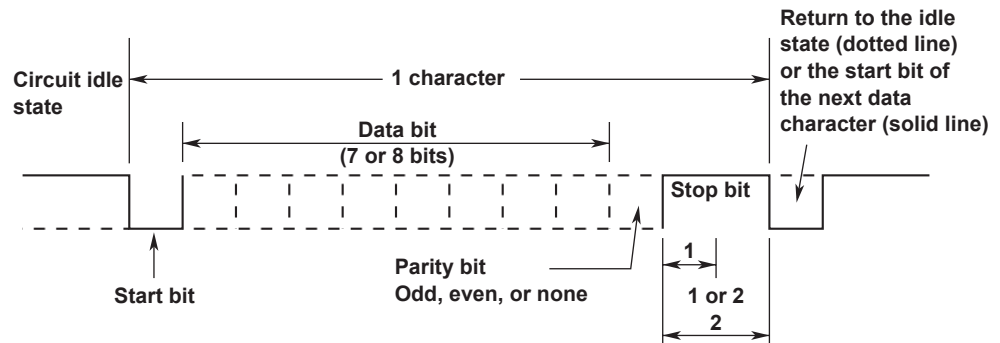 Return to the idle
state (dotted line)
or the start bit of
the next data
character (solid line)
Circuit idle
state
1 character
Data bit
(7 or 8 bits)
Stop bit
Start bit
Parity bit
Odd, even, or none
1
1 or 2
2